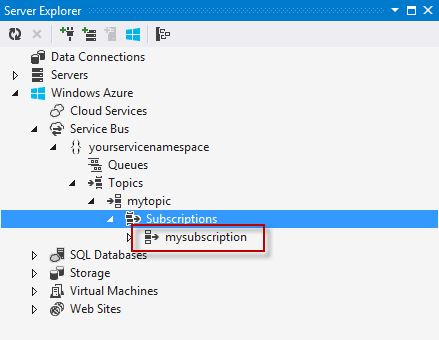 Server Explorer
Data Connections
Servers
Windows Azure
Cloud Services
Service Bus
{} yourservicenamespace
Queues
Topics
mytopic
Subscriptions
mysubscription
SQL Databases
Storage
Virtual Machines
Web Sites